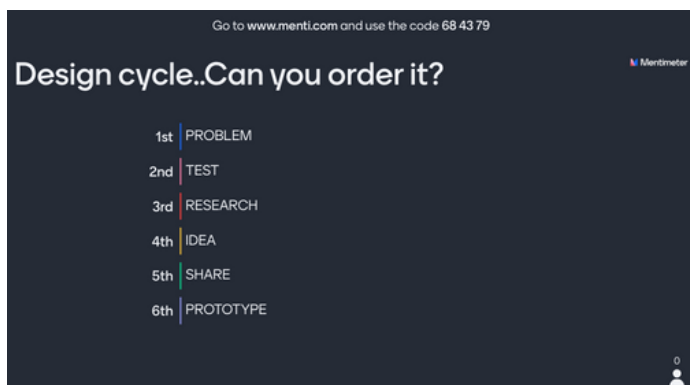 Go to www.menti.com and use the code 68 43 79
Design cycle..Can you order it?
Mentimeter
1st PROBLEM
2nd TEST
3rd RESEARCH
4th IDEA
5th SHARE
6th PROTOTYPE
0